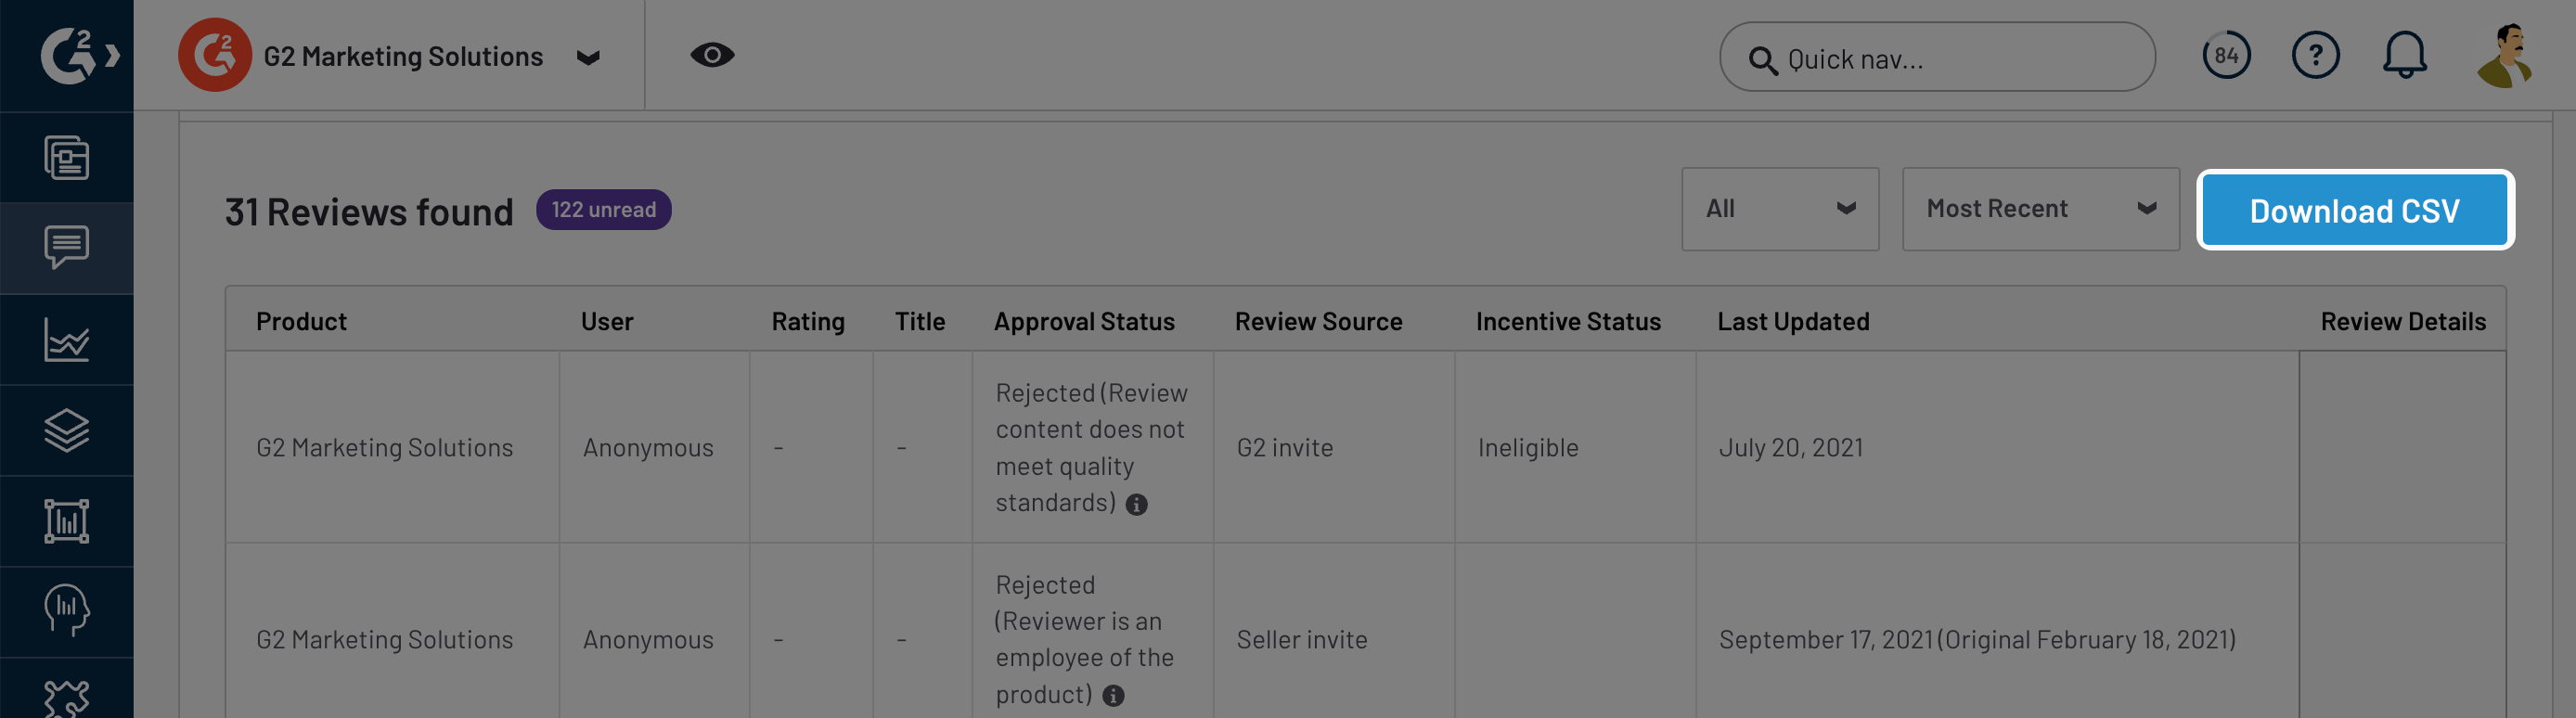 G2 Marketing Solutions
Quick nav...
84
?
31 Reviews found
122 unread
All
Most Recent
Download CSV
Product User Rating Title Approval Status Review Source Incentive Status Last Updated Review Details
Rejected (Review
content does not
G2 Marketing Solutions Anonymous - - G2 invite Ineligible July 20, 2021
meet quality
standards)
Rejected
(Reviewer is an
G2 Marketing Solutions Anonymous - - Seller invite September 17, 2021 (Original February 18, 2021)
employee of the
product)